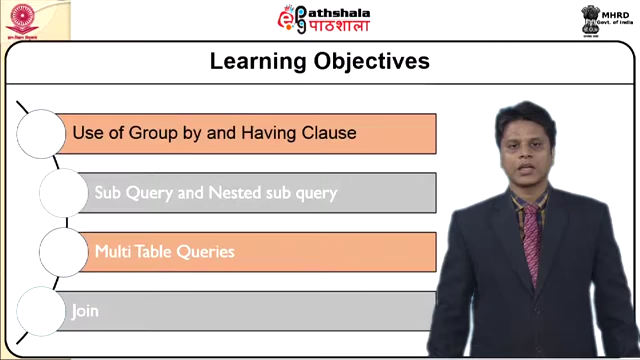 Pathshala
पाठशाला
MHRD
Govt. of India
Learning Objectives
Use of Group by and Having Clause
Sub Query and Nested sub query
Multi Table Queries
Join